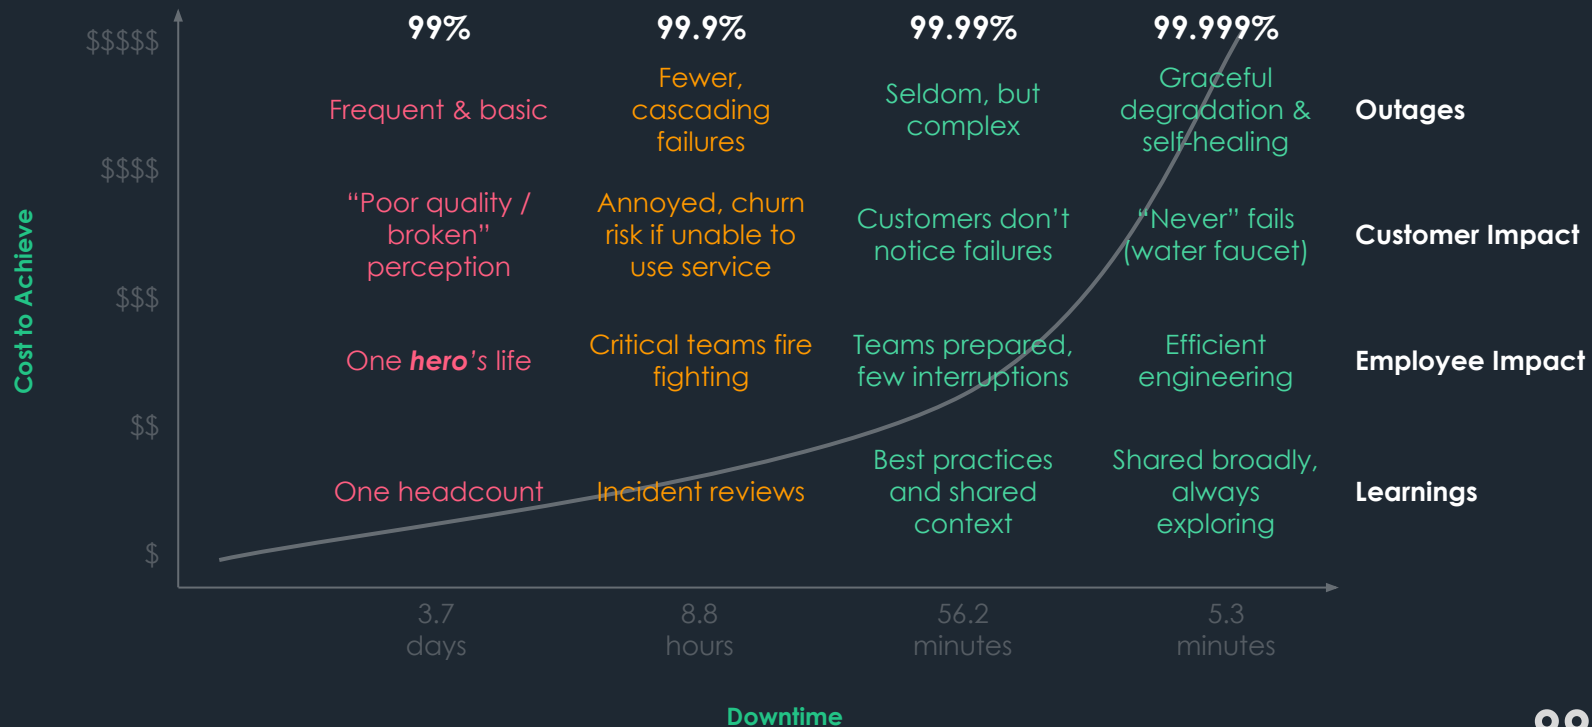 99%
99.9%
99.99%
99.999%
Outages
Frequent & basic
Fewer,
cascading
failures
Seldom, but
complex
Graceful
degradation &
self-healing
Customer Impact
“Poor quality /
broken”
perception
Annoyed, churn
risk if unable to
use service
Customers don’t
notice failures
“Never” fails
(water faucet)
Employee Impact
One hero’s life
Critical teams fire
fighting
Teams prepared,
few interruptions
Efficient
engineering
Learnings
One headcount
Incident reviews
Best practices
and shared
context
Shared broadly,
always
exploring
Cost to Achieve
$$$$$
$$$$
$$$
$$
$
3.7
days
8.8
hours
56.2
minutes
5.3
minutes
Downtime